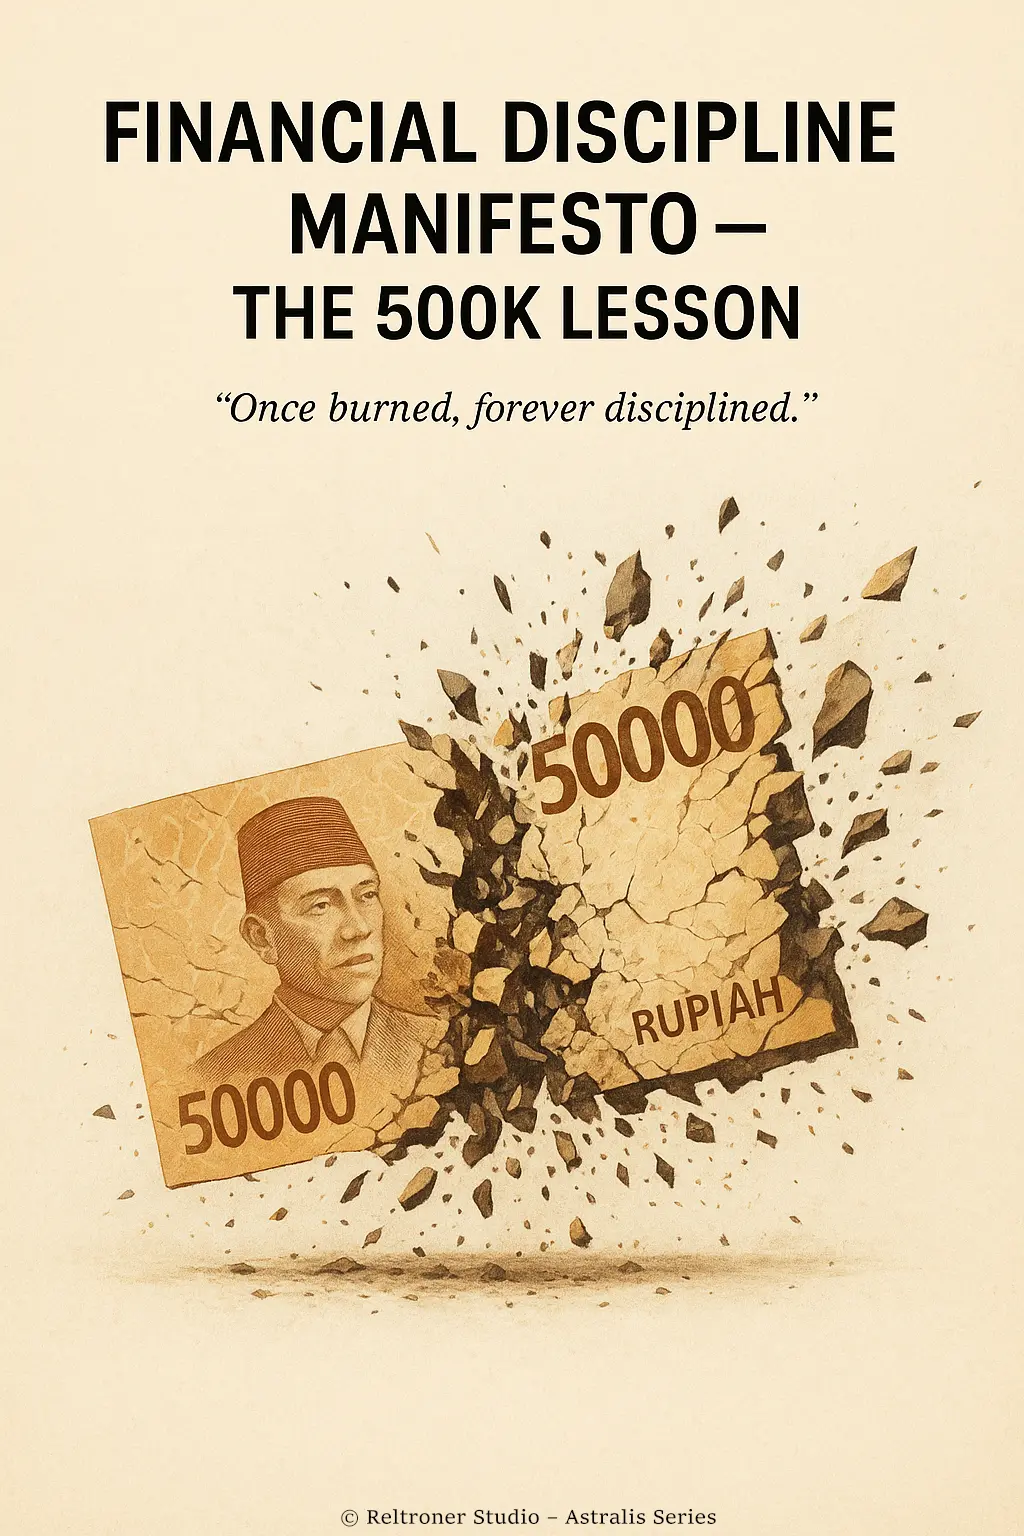 FINANCIAL DISCIPLINE
MANIFESTO —
THE 500K LESSON
“Once burned, forever disciplined.”
50000
50000
RUPIAH
© Reltroner Studio – Astralis Series